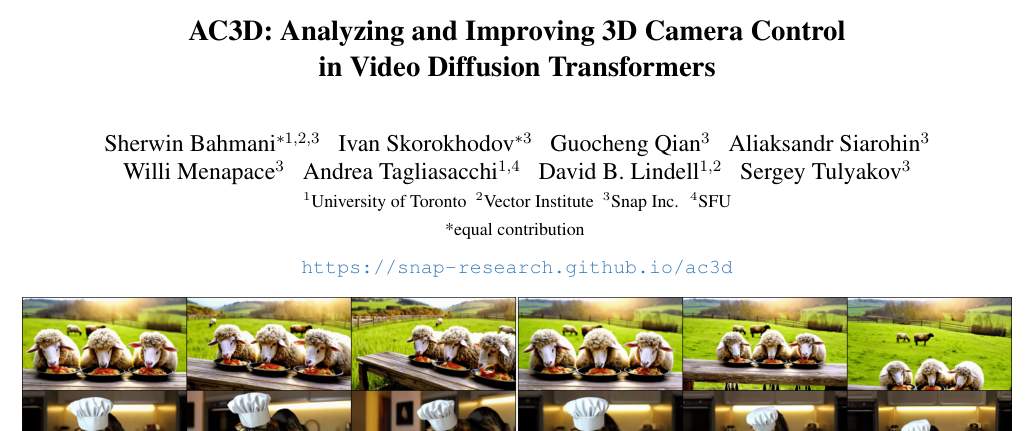 AC3D: Analyzing and Improving 3D Camera Control
in Video Diffusion Transformers
Sherwin Bahmani*1,2,3 Ivan Skorokhodov*3 Guocheng Qian3 Aliaksandr Siarohin3
Willi Menapace3 Andrea Tagliasacchi1,4 David B. Lindell1,2 Sergey Tulyakov3
1University of Toronto 2Vector Institute 3Snap Inc. 4SFU
*equal contribution
https://snap-research.github.io/ac3d